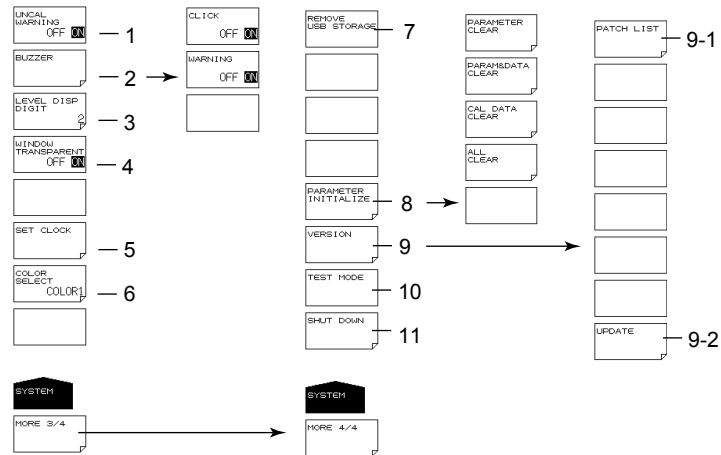 UNCAL
WARNING
OFF ON
1
BUZZER
2
LEVEL DISP
DIGIT
2
3
WINDOW
TRANSPARENT
OFF ON
4
SET CLOCK
5
COLOR
SELECT
COLOR1
6
SYSTEM
MORE 3/4
CLICK
OFF ON
WARNING
OFF ON
REMOVE
USB STORAGE
7
PARAMETER
INITIALIZE
8
VERSION
9
TEST MODE
10
SHUT DOWN
11
SYSTEM
MORE 4/4
PARAMETER
CLEAR
PARAM&DATA
CLEAR
CAL DATA
CLEAR
ALL
CLEAR
PATCH LIST
9-1
UPDATE
9-2